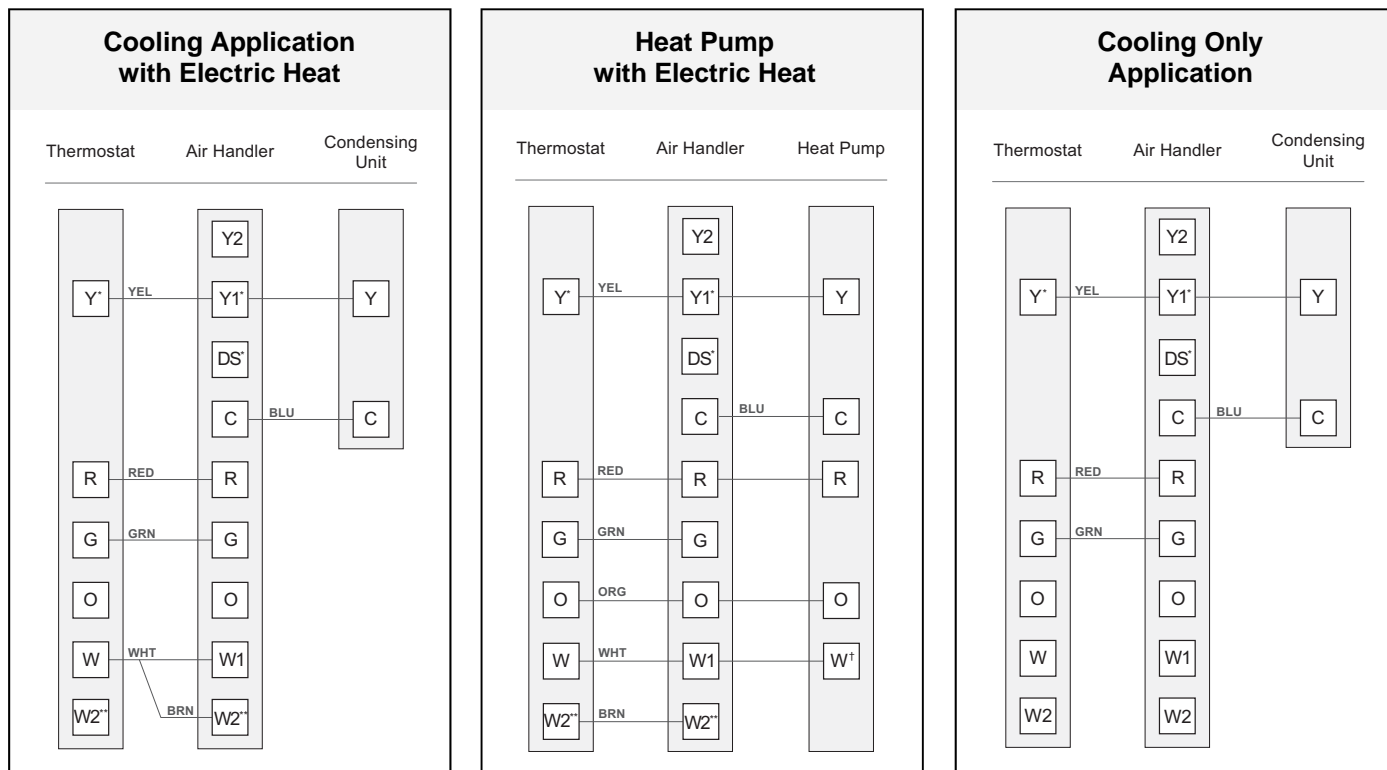 Cooling Application
with Electric Heat
Thermostat Air Handler Condensing
Unit
Y2
Y* YEL Y1* Y
DS*
C BLU C
R RED R
G GRN G
O O
W WHT W1
W2** BRN W2**
Heat Pump
with Electric Heat
Thermostat Air Handler Heat Pump
Y2
Y* YEL Y1* Y
DS*
C BLU C
R RED R R
G GRN G
O ORG O O
W WHT W1 W†
W2** BRN W2**
Cooling Only
Application
Thermostat Air Handler Condensing
Unit
Y2
Y* YEL Y1* Y
DS*
C BLU C
R RED R
G GRN G
O O
W W1
W2 W2